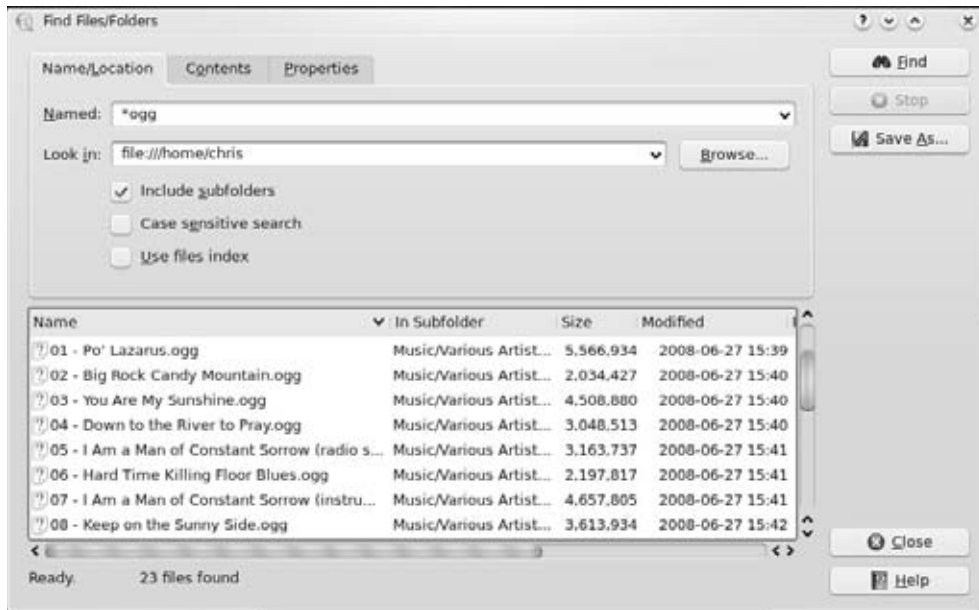 Find Files/Folders
Name/Location Contents Properties
Find
Stop
Save As...
Named: *ogg
Look in: file:///home/chris Browse...
Include subfolders
Case sensitive search
Use files index
Name In Subfolder Size Modified
01 - Po' Lazarus.ogg Music/Various Artist... 5,566,934 2008-06-27 15:39
02 - Big Rock Candy Mountain.ogg Music/Various Artist... 2,034,427 2008-06-27 15:40
03 - You Are My Sunshine.ogg Music/Various Artist... 4,508,880 2008-06-27 15:40
04 - Down to the River to Pray.ogg Music/Various Artist... 3,048,513 2008-06-27 15:40
05 - I Am a Man of Constant Sorrow (radio s... Music/Various Artist... 3,163,737 2008-06-27 15:41
06 - Hard Time Killing Floor Blues.ogg Music/Various Artist... 2,197,817 2008-06-27 15:41
07 - I Am a Man of Constant Sorrow (instru... Music/Various Artist... 4,657,805 2008-06-27 15:41
08 - Keep on the Sunny Side.ogg Music/Various Artist... 3,613,934 2008-06-27 15:42
Close
Ready. 23 files found
Help